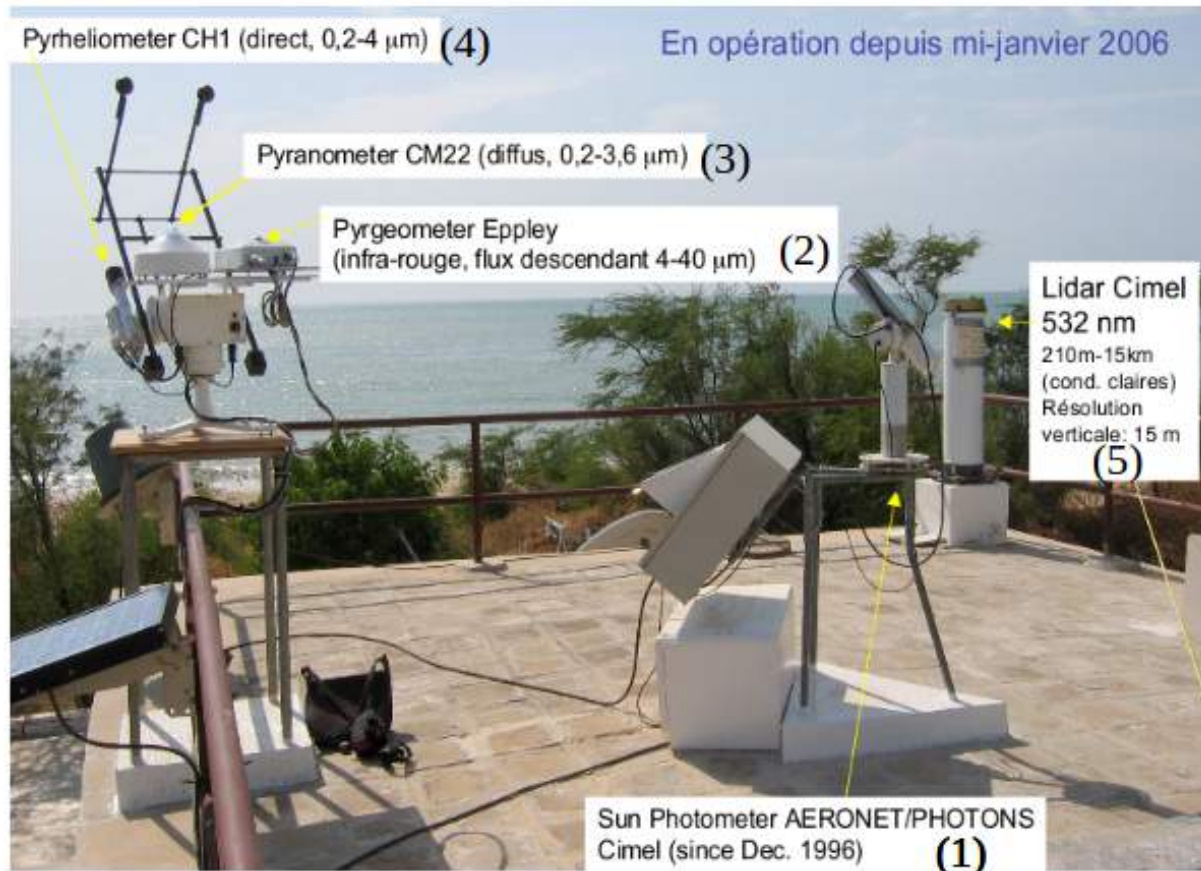 Pyrheliometer CH1 (direct, 0,2-4 μm) (4)
En opération depuis mi-janvier 2006
Pyranometer CM22 (diffus, 0,2-3,6 μm) (3)
Pyrgeometer Eppley
(infra-rouge, flux descendant 4-40 μm) (2)
Lidar Cimel
532 nm
210m-15km
(cond. claires)
Résolution
verticale: 15 m
(5)
Sun Photometer AERONET/PHOTONS
Cimel (since Dec. 1996) (1)